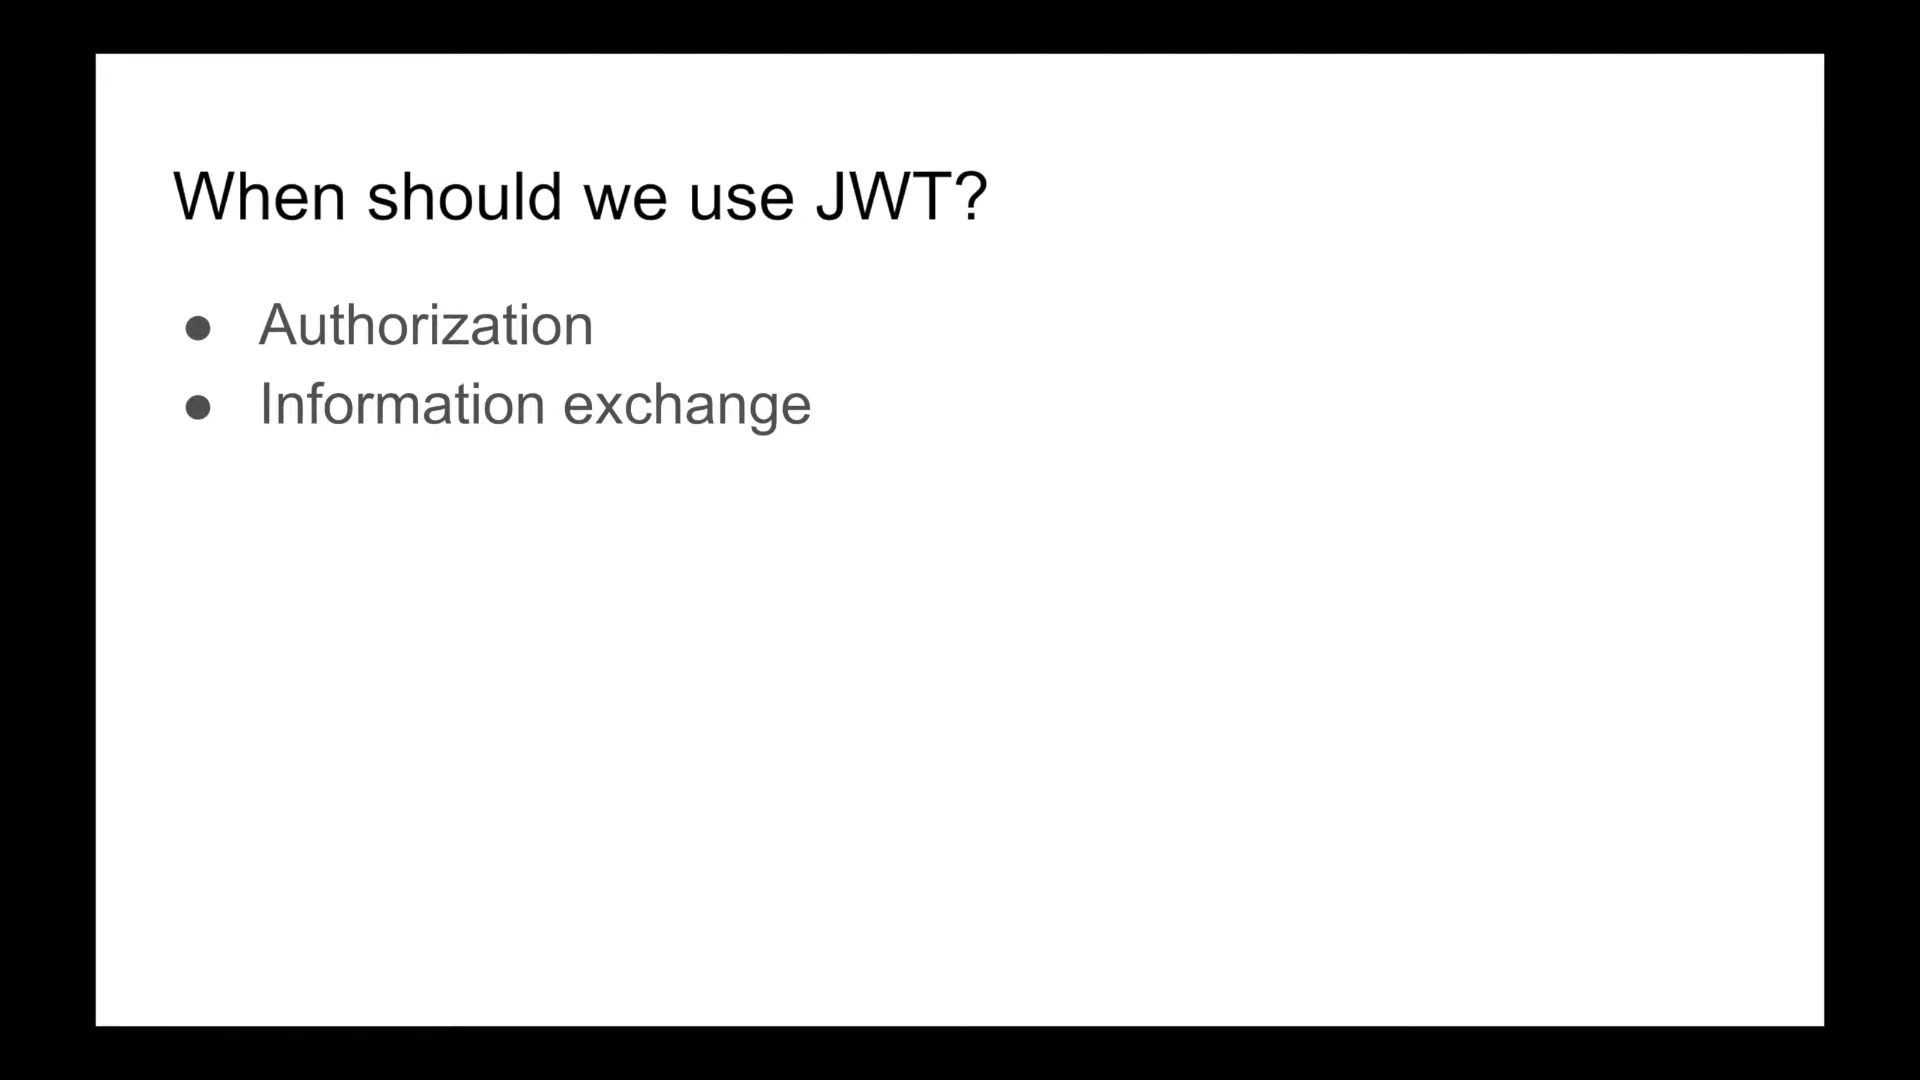 When should we use JWT?
● Authorization
● Information exchange